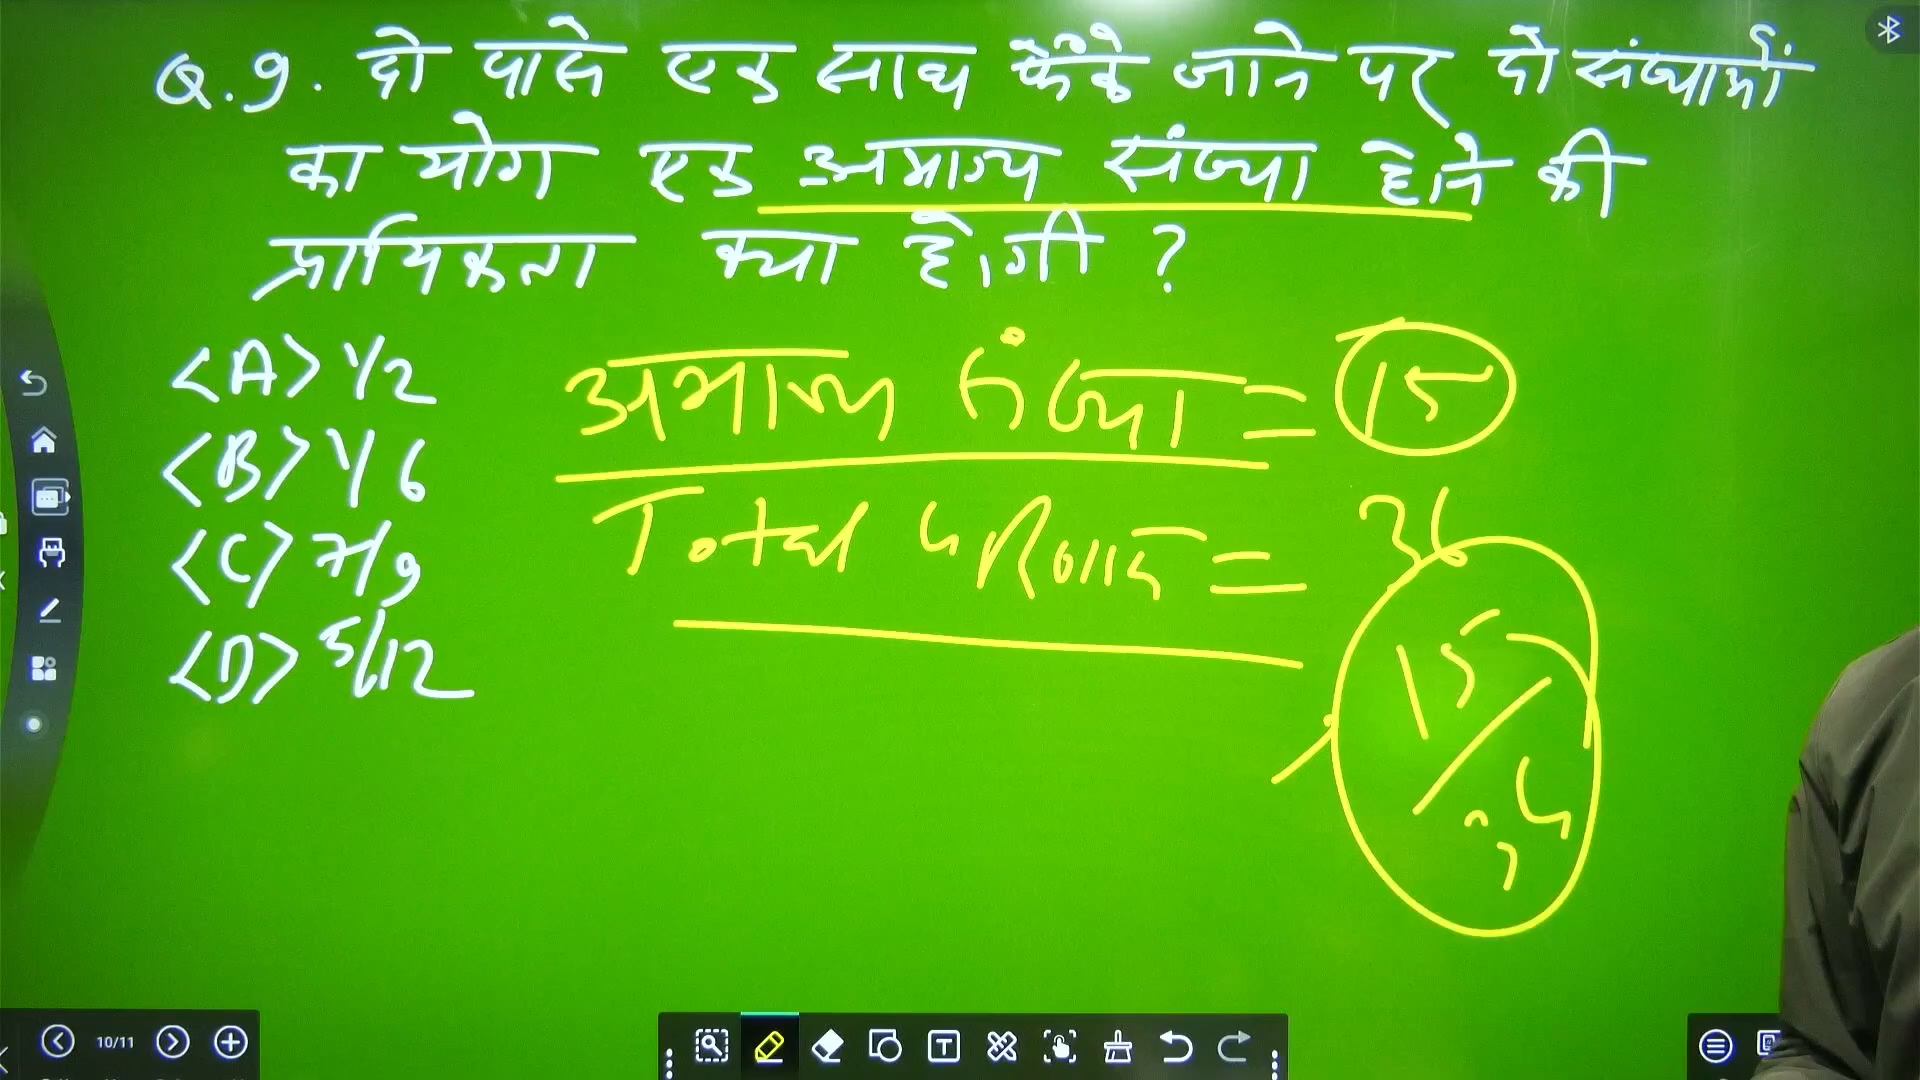 Q.9. दो पासे एक साथ फेंके जाने पर दो संख्याओं
का योग एक अभाज्य संख्या होने की
प्रायिकता क्या होगी ?
<A> 1/2
<B> 1/6
<C> 7/9
<D> 5/12
अभाज्य संख्या = 15
Total परिणाम = 36
15/36
10/11